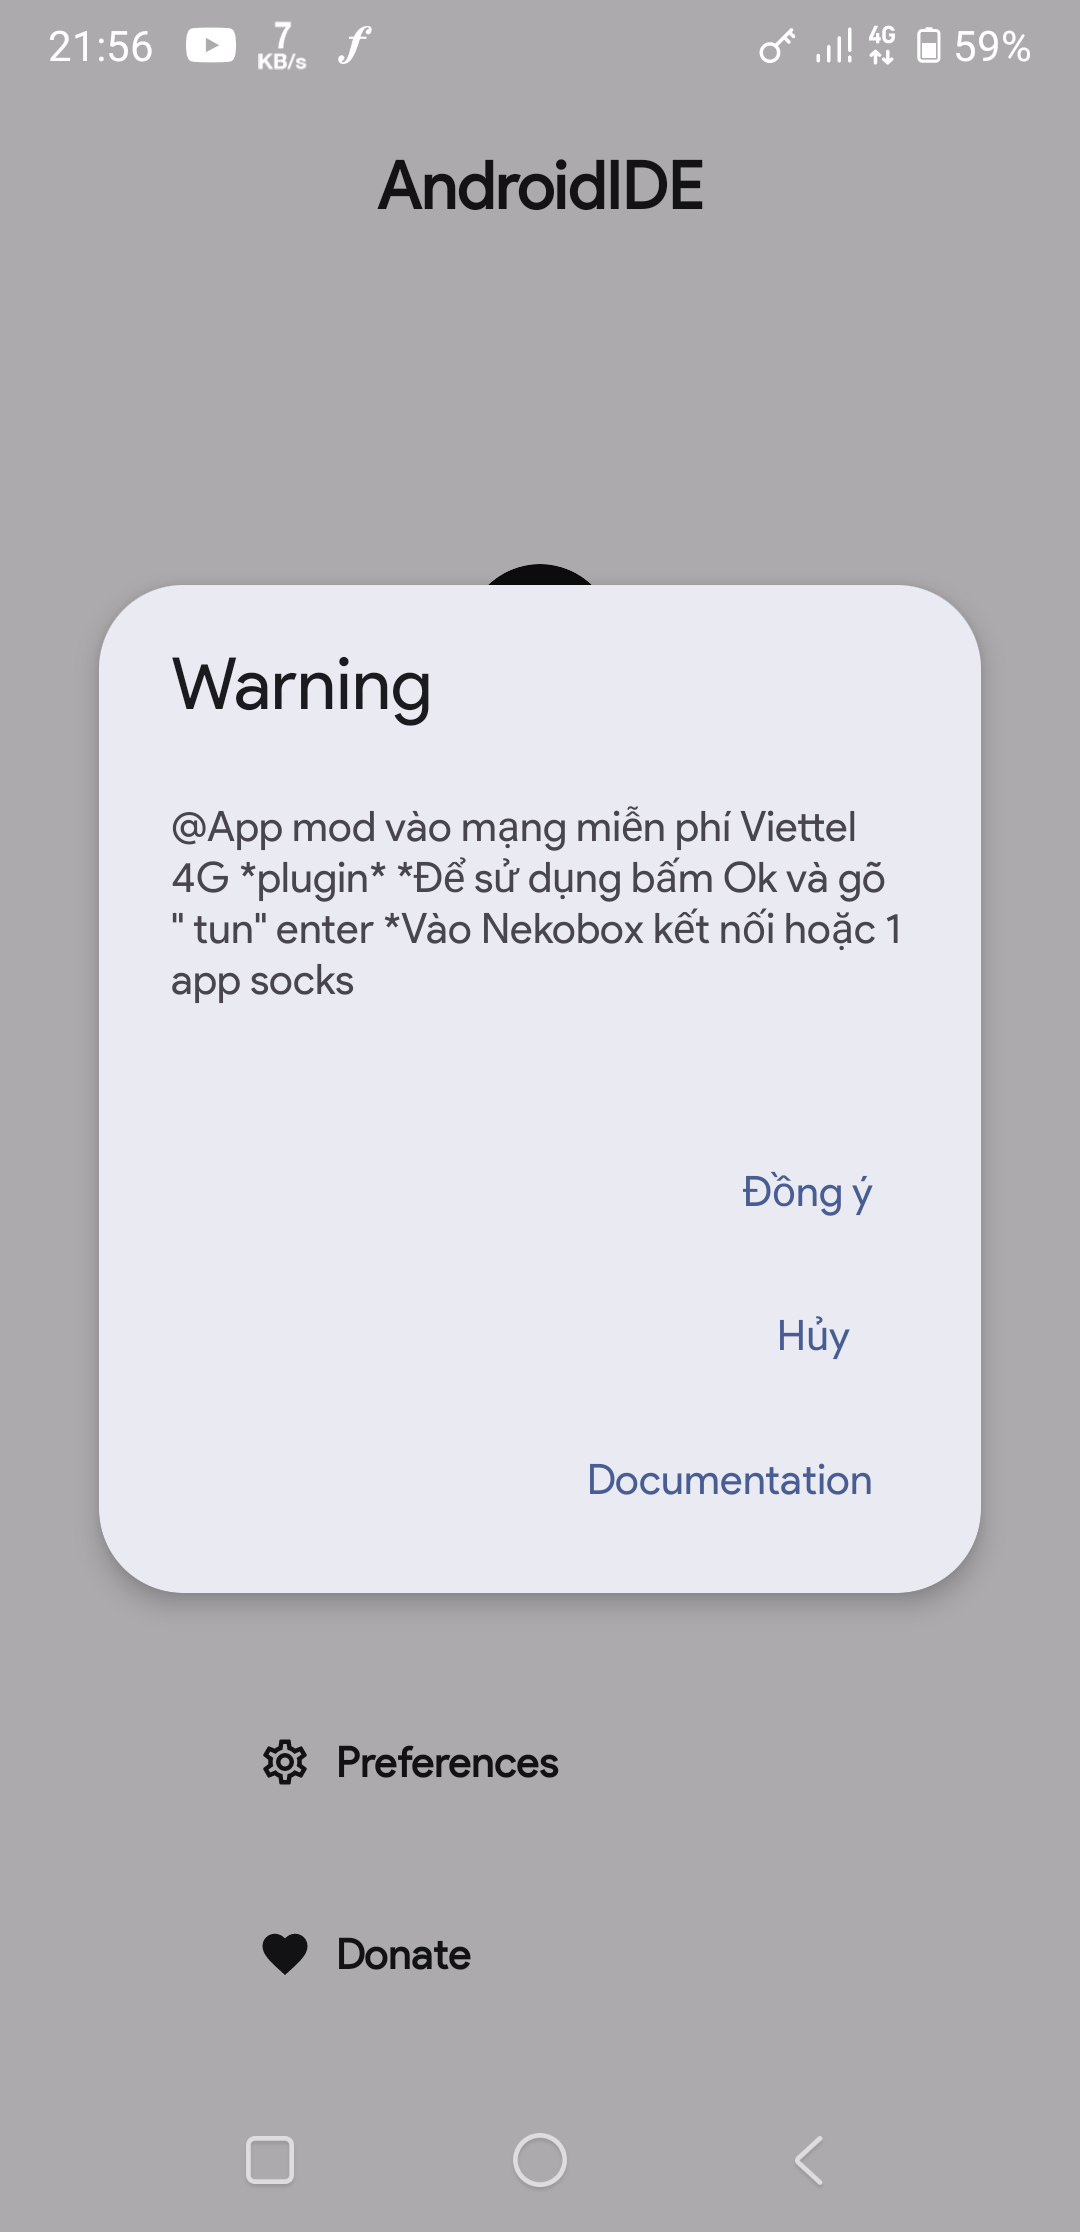 21:56 7 KB/s f 4G 59%
AndroidIDE
Warning
@App mod vào mạng miễn phí Viettel
4G *plugin* *Để sử dụng bấm Ok và gõ
" tun" enter *Vào Nekobox kết nối hoặc 1
app socks
Đồng ý
Hủy
Documentation
Preferences
Donate